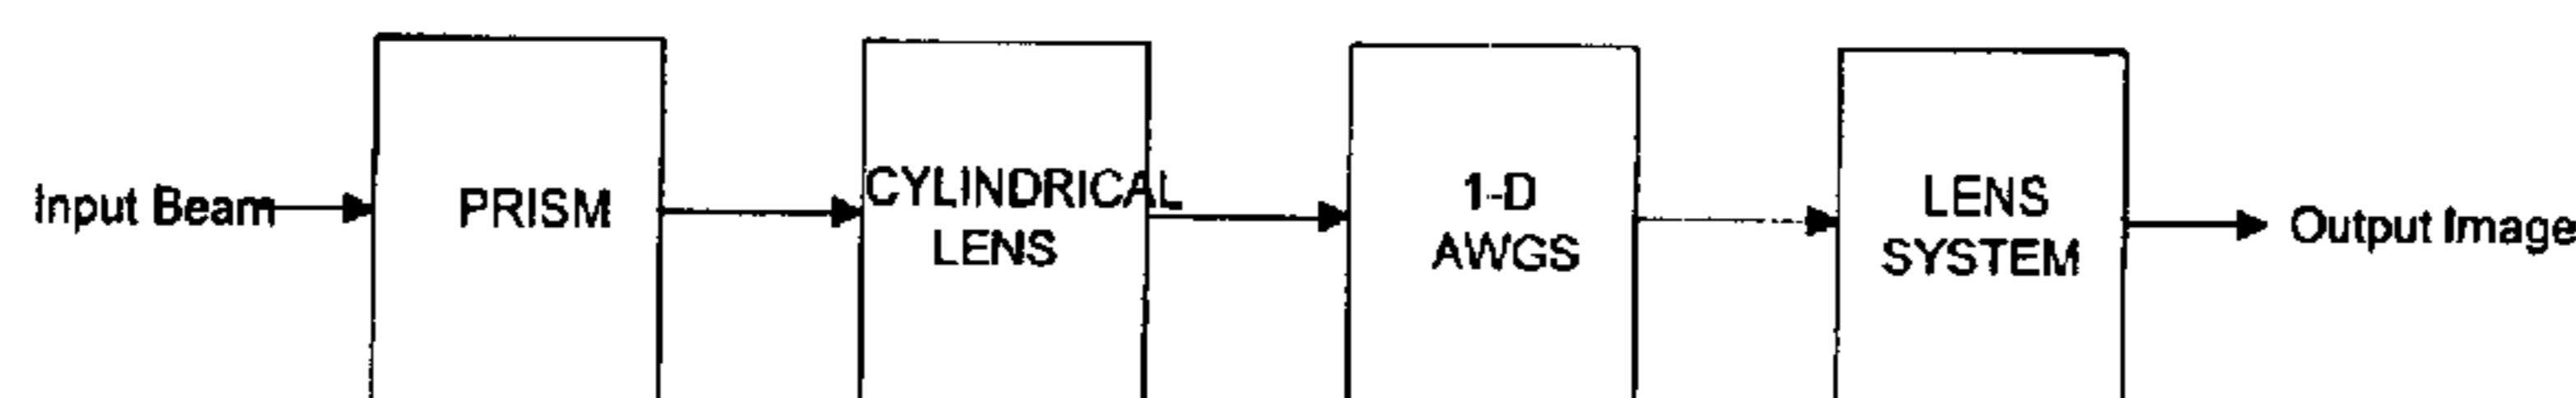 Input Beam
PRISM
CYLINDRICAL
LENS
1-D
AWGS
LENS
SYSTEM
Output Image